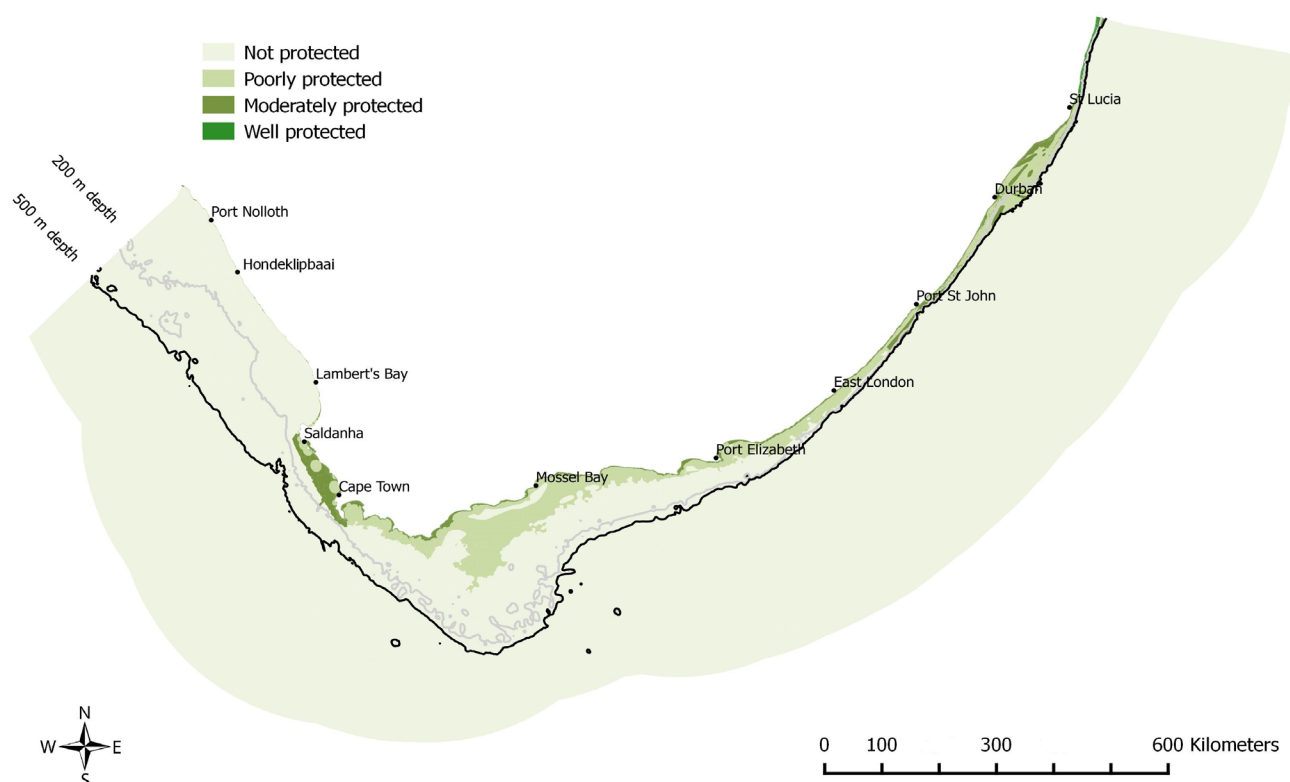 Not protected
Poorly protected
Moderately protected
Well protected
200 m depth
500 m depth
St Lucia
Durban
Port Nolloth
Hondeklipbaai
Port St John
Lambert's Bay
East London
Saldanha
Port Elizabeth
Mossel Bay
Cape Town
N
W E
S
0 100 300 600 Kilometers